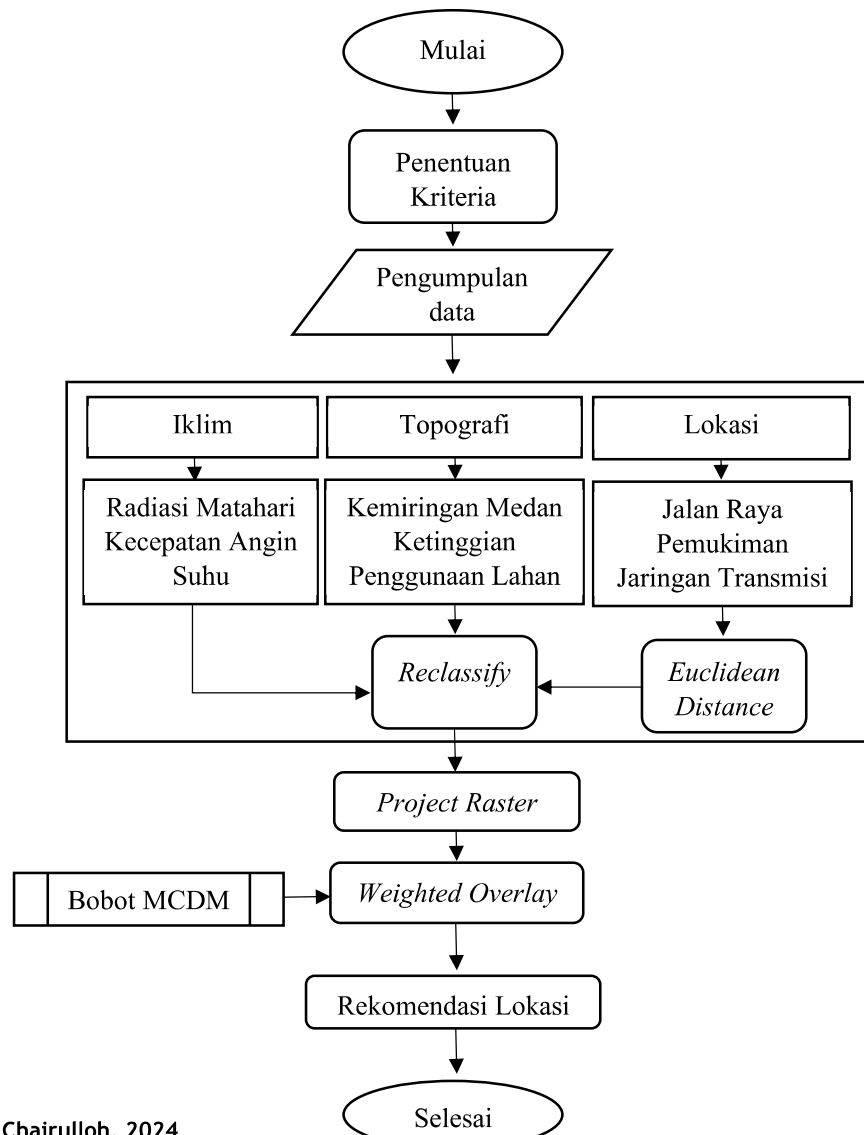 Mulai
Penentuan
Kriteria
Pengumpulan
data
Iklim
Topografi
Lokasi
Radiasi Matahari
Kecepatan Angin
Suhu
Kemiringan Medan
Ketinggian
Penggunaan Lahan
Jalan Raya
Pemukiman
Jaringan Transmisi
Reclassify
Euclidean
Distance
Project Raster
Bobot MCDM
Weighted Overlay
Rekomendasi Lokasi
Selesai
Chairulloh, 2024